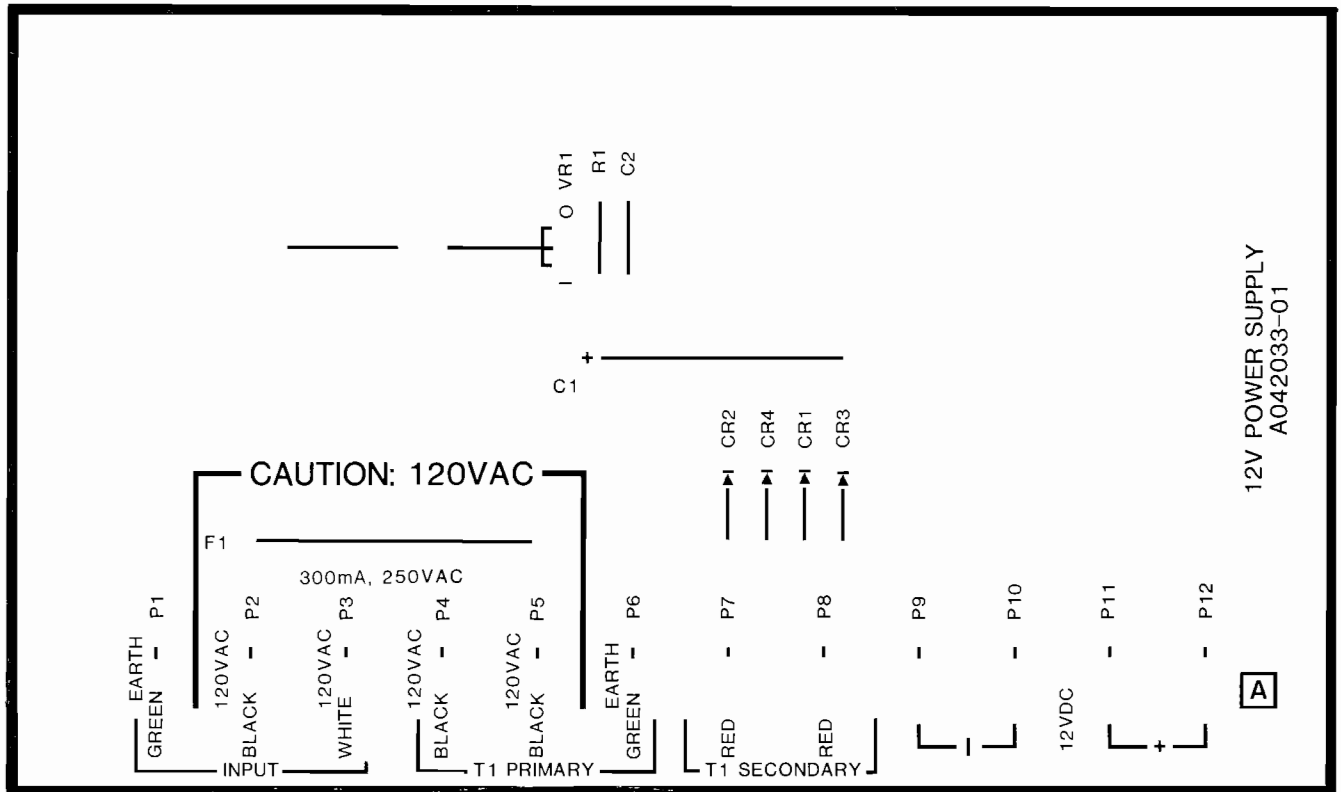 VR1
R1
C2
O
I
+
C1
CR2
CR4
CR1
CR3
12V POWER SUPPLY
A042033-01
CAUTION: 120VAC
F1
300mA, 250VAC
P1
P2
P3
P4
P5
P6
P7
P8
P9
P10
P11
P12
EARTH
GREEN
120VAC
BLACK
120VAC
WHITE
120VAC
BLACK
120VAC
BLACK
EARTH
GREEN
RED
RED
12VDC
A
INPUT
T1 PRIMARY
T1 SECONDARY
−
+